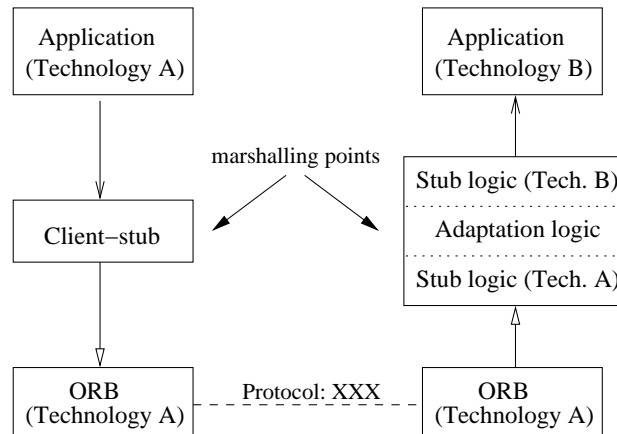 Application
(Technology A)
Application
(Technology B)
marshalling points
Client−stub
Stub logic (Tech. B)
Adaptation logic
Stub logic (Tech. A)
ORB
(Technology A)
Protocol: XXX
ORB
(Technology A)